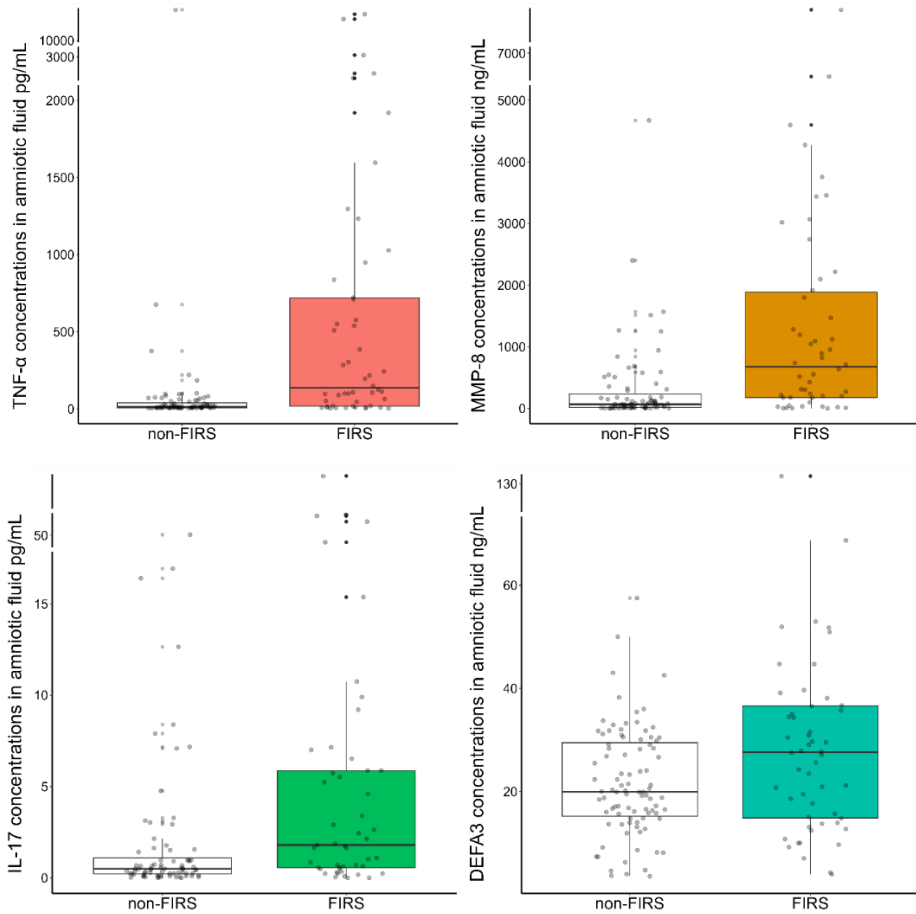 TNF-α concentrations in amniotic fluid pg/mL
10000
3000
2000
1500
1000
500
0
non-FIRS
FIRS
MMP-8 concentrations in amniotic fluid ng/mL
7000
5000
4000
3000
2000
1000
0
non-FIRS
FIRS
IL-17 concentrations in amniotic fluid pg/mL
50
15
10
5
0
non-FIRS
FIRS
DEFA3 concentrations in amniotic fluid ng/mL
130
60
40
20
non-FIRS
FIRS